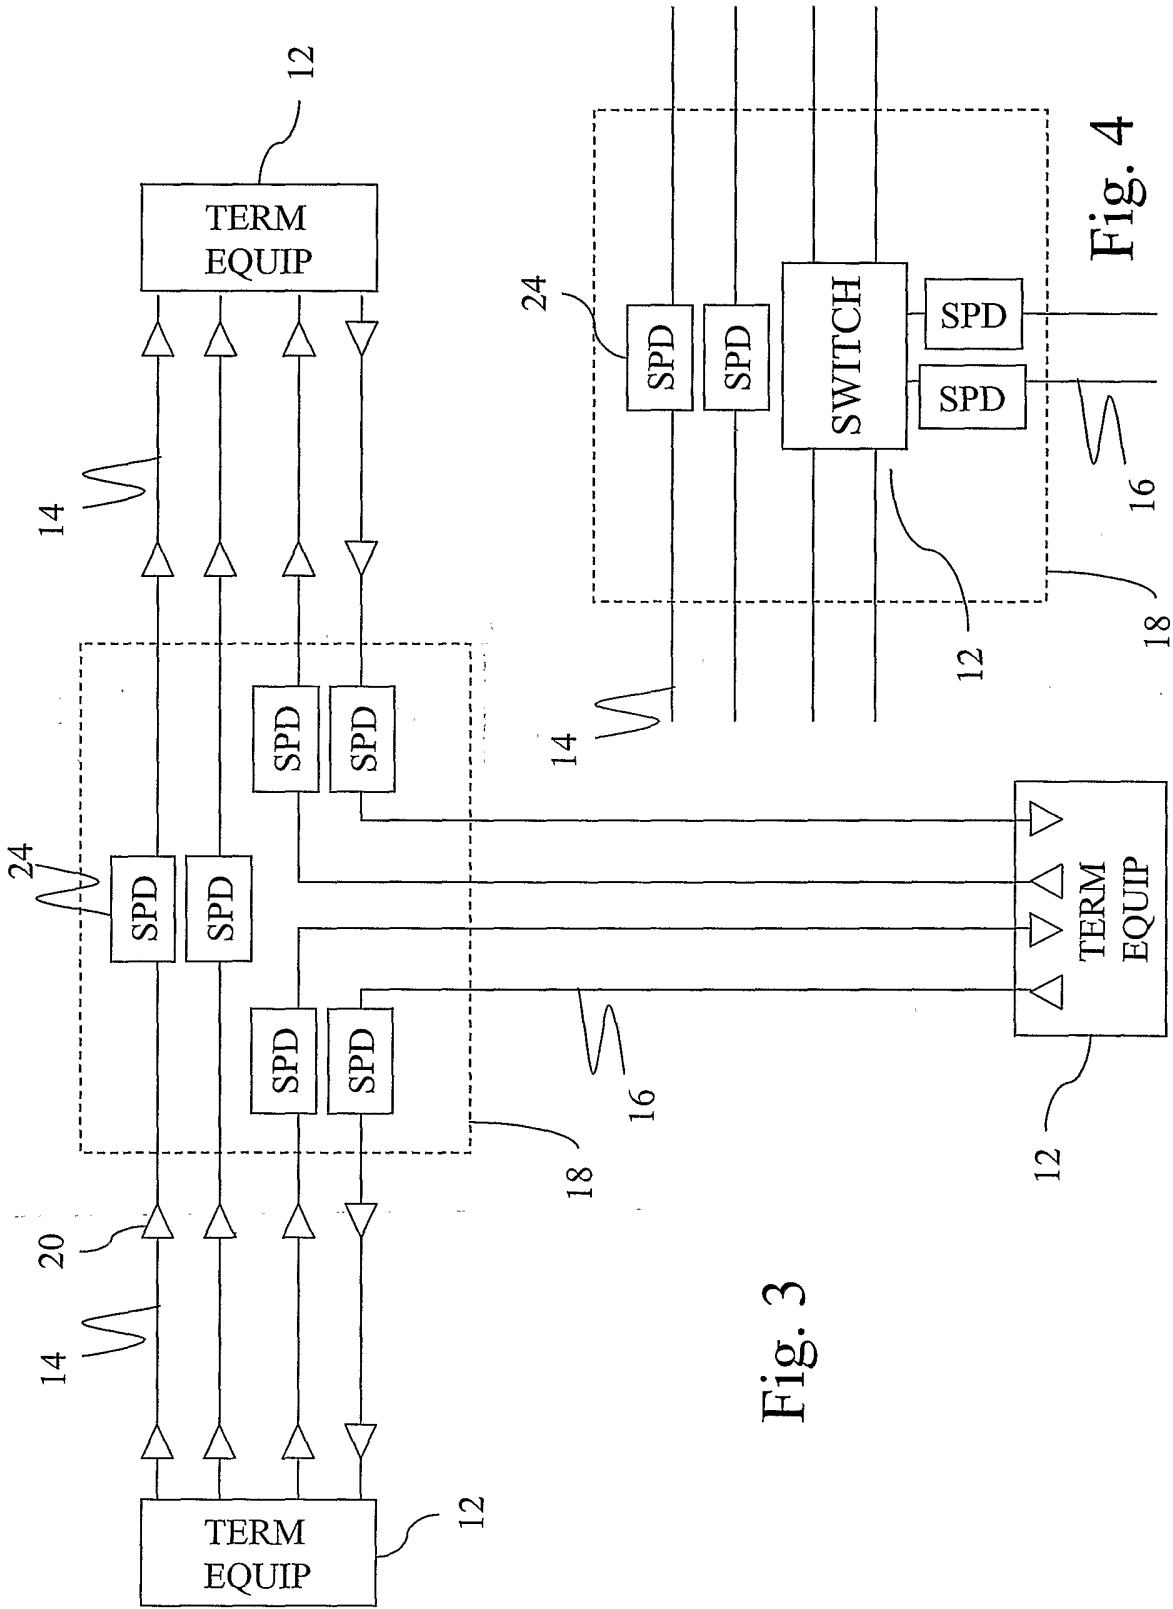 12
TERM
EQUIP
14
24
SPD
SPD
SPD
SPD
SPD
SPD
18
20
14
16
TERM
EQUIP
12
TERM
EQUIP
12
Fig. 3
24
SPD
SPD
SWITCH
SPD
SPD
14
12
16
18
Fig. 4